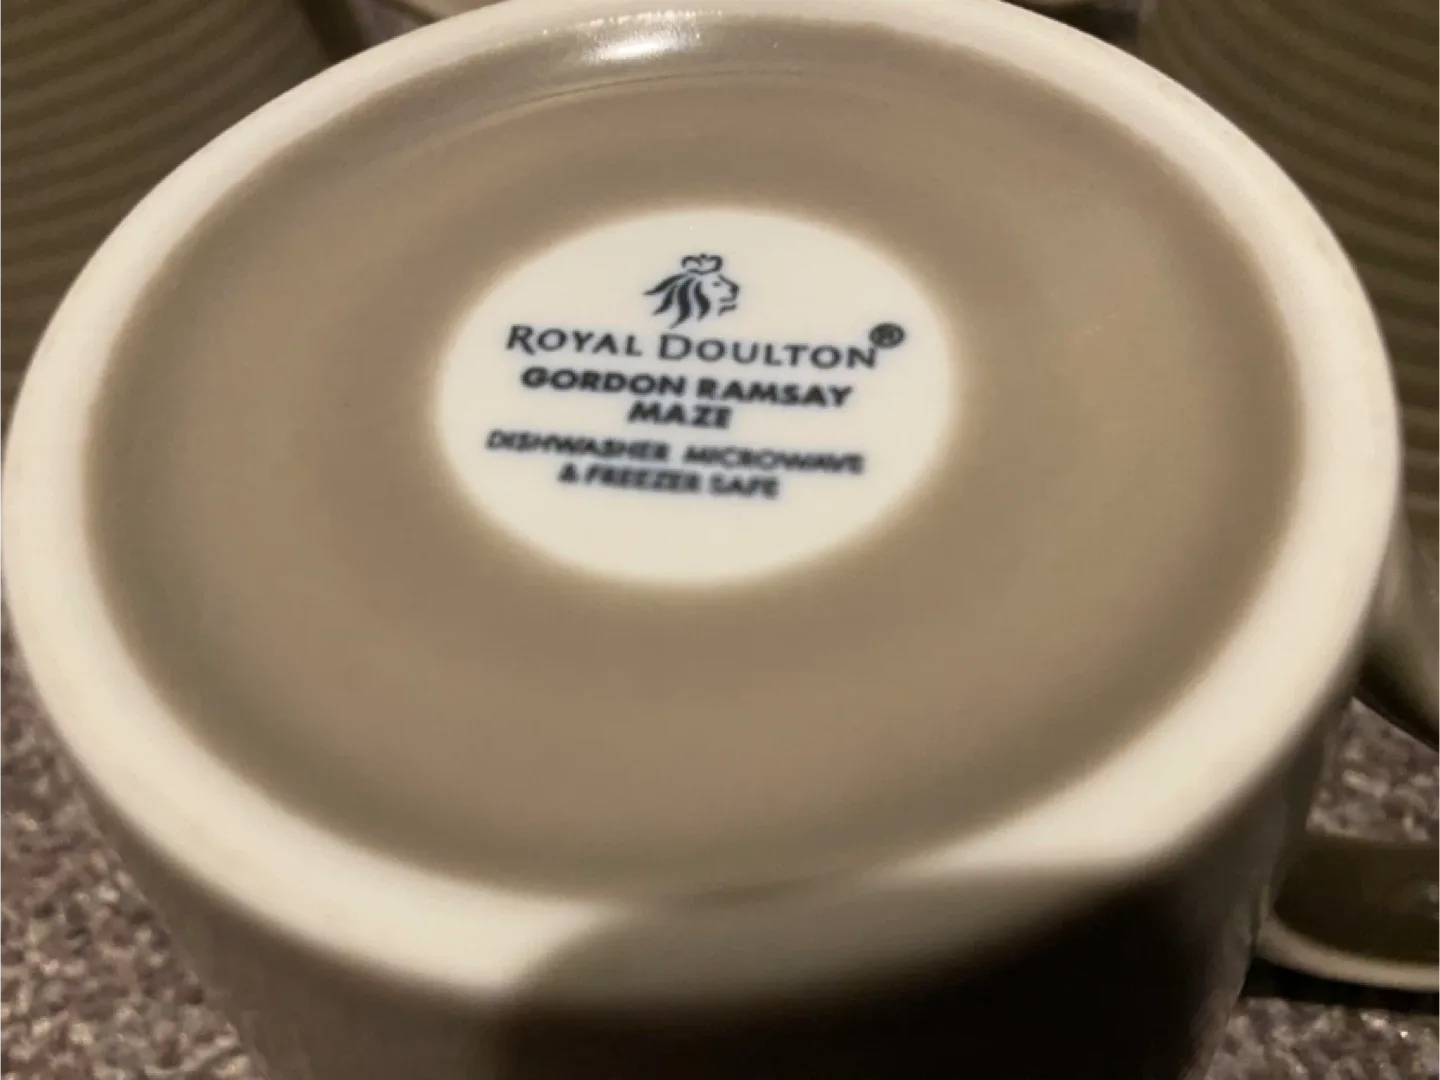 ROYAL DOULTON®
GORDON RAMSAY
MAZE
DISHWASHER MICROWAVE
& FREEZER SAFE